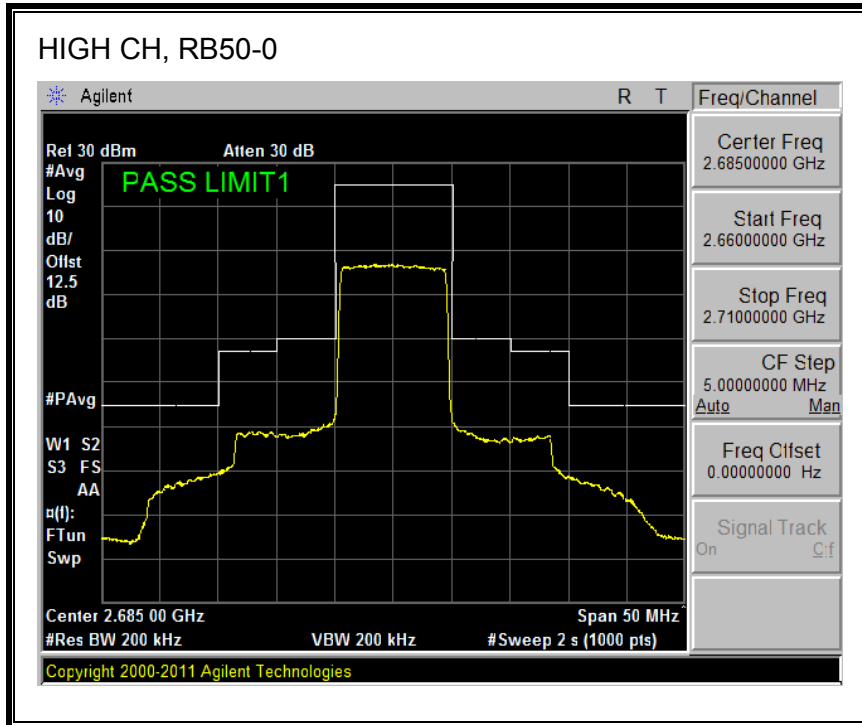 HIGH CH, RB50-0
Agilent R T
Freq/Channel
Ref 30 dBm Atten 30 dB
#Avg
Log
10
dB/
Offst
12.5
dB
PASS LIMIT1
#PAvg
W1 S2
S3 FS
AA
¤(f):
FTun
Swp
Center 2.685 00 GHz Span 50 MHz^
#Res BW 200 kHz VBW 200 kHz #Sweep 2 s (1000 pts)
Copyright 2000-2011 Agilent Technologies
Center Freq
2.68500000 GHz
Start Freq
2.66000000 GHz
Stop Freq
2.71000000 GHz
CF Step
5.00000000 MHz
Auto Man
Freq Offset
0.00000000 Hz
Signal Track
On Off